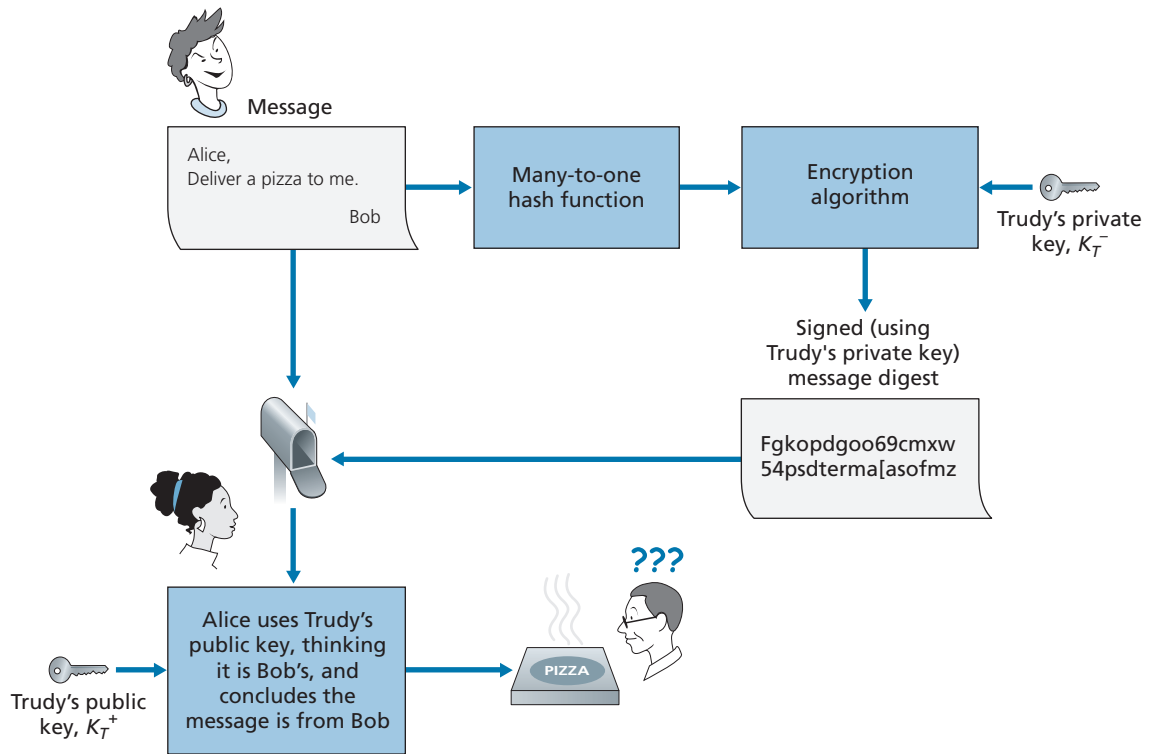 Message
Alice,
Deliver a pizza to me.
Bob
Many-to-one
hash function
Encryption
algorithm
Trudy’s private
key, K_T^-
Signed (using
Trudy's private key)
message digest
Fgkopdgoo69cmxw
54psdterma[asofmz
???
Alice uses Trudy’s
public key, thinking
it is Bob’s, and
concludes the
message is from Bob
PIZZA
Trudy’s public
key, K_T^+